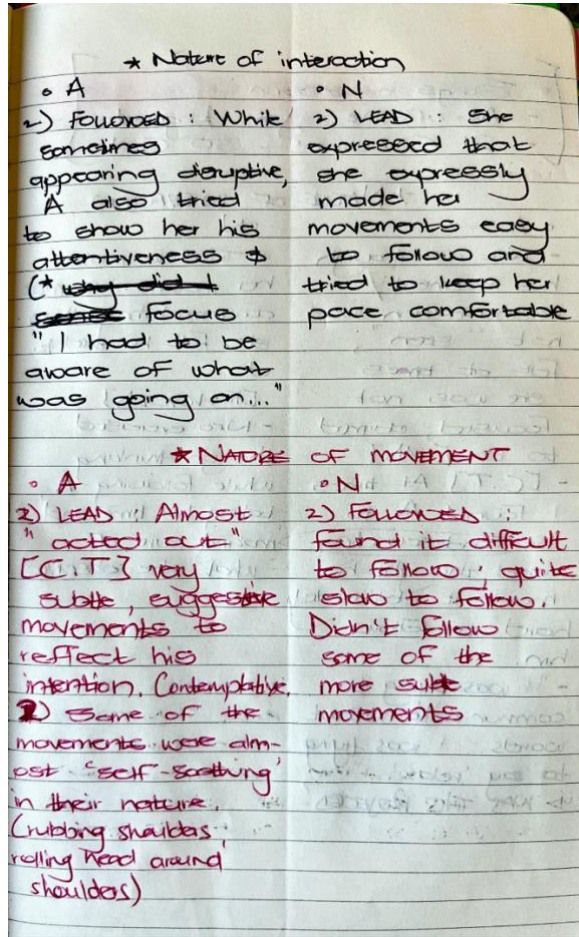 * Nature of interaction
• A
2) FOLLOWED : While
sometimes
appearing disruptive,
A also tried
to show her his
attentiveness &
(* why did I
focus
"I had to be
aware of what
was going on..."
• N
2) LEAD : She
expressed that
she expressly
made her
movements easy
to follow and
tried to keep her
pace comfortable
* NATURE OF MOVEMENT
• A
2) LEAD Almost
"acted out"
[C.T] very
subtle, suggestive
movements to
reflect his
intention. Contemplative.
2) Some of the
movements were alm-
ost 'self-soothing'
in their nature.
(rubbing shoulders
rolling head around
shoulders)
• N
2) FOLLOWED :
found it difficult
to follow ; quite
slow to follow.
Didn't follow
some of the
more subtle
movements